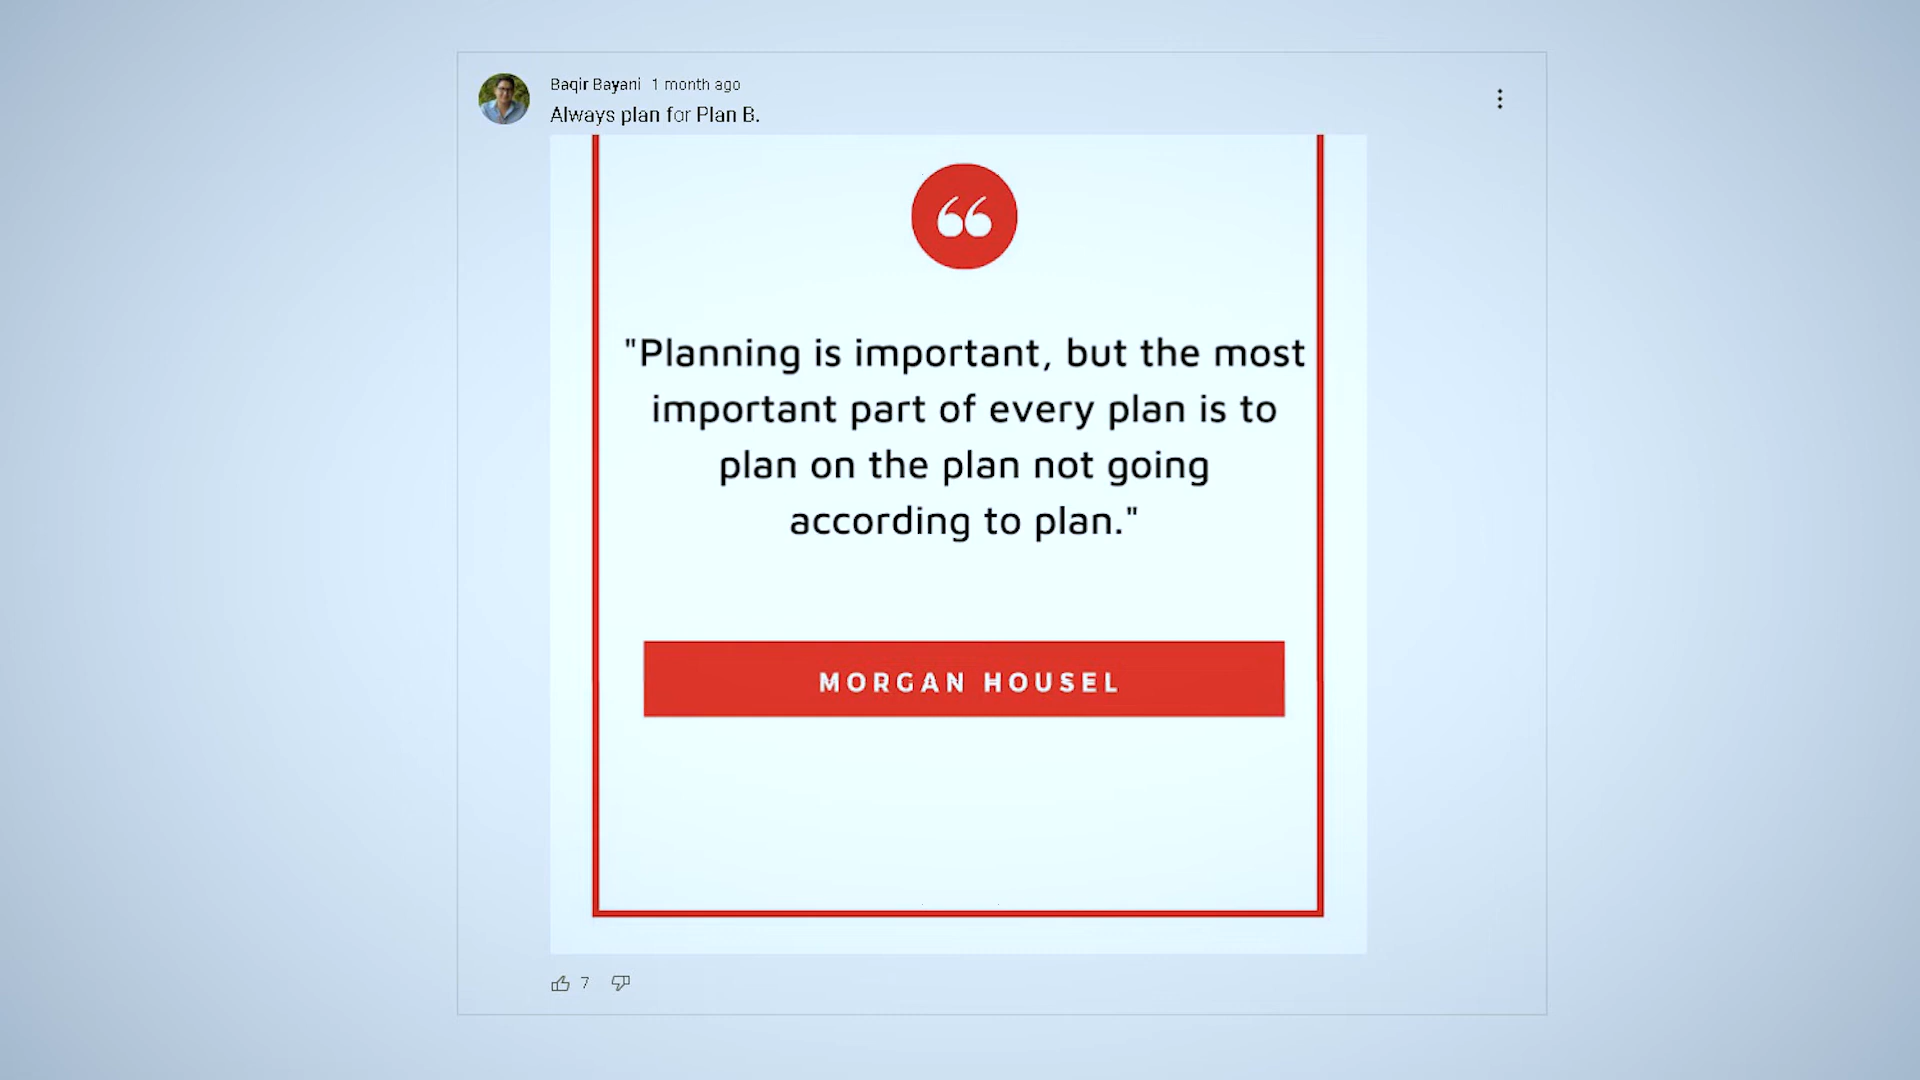 Baqir Bayani 1 month ago
Always plan for Plan B.
"Planning is important, but the most
important part of every plan is to
plan on the plan not going
according to plan."
MORGAN HOUSEL
7